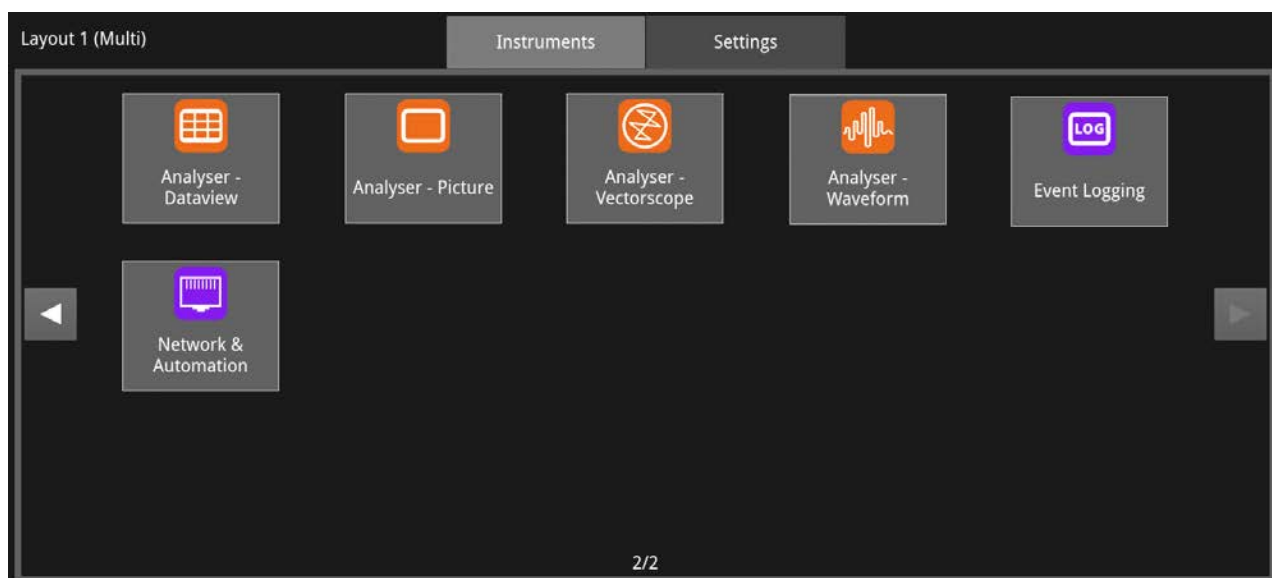 Layout 1 (Multi)
Instruments
Settings
Analyser -
Dataview
Analyser - Picture
Analyser -
Vectorscope
Analyser -
Waveform
LOG
Event Logging
Network &
Automation
2/2